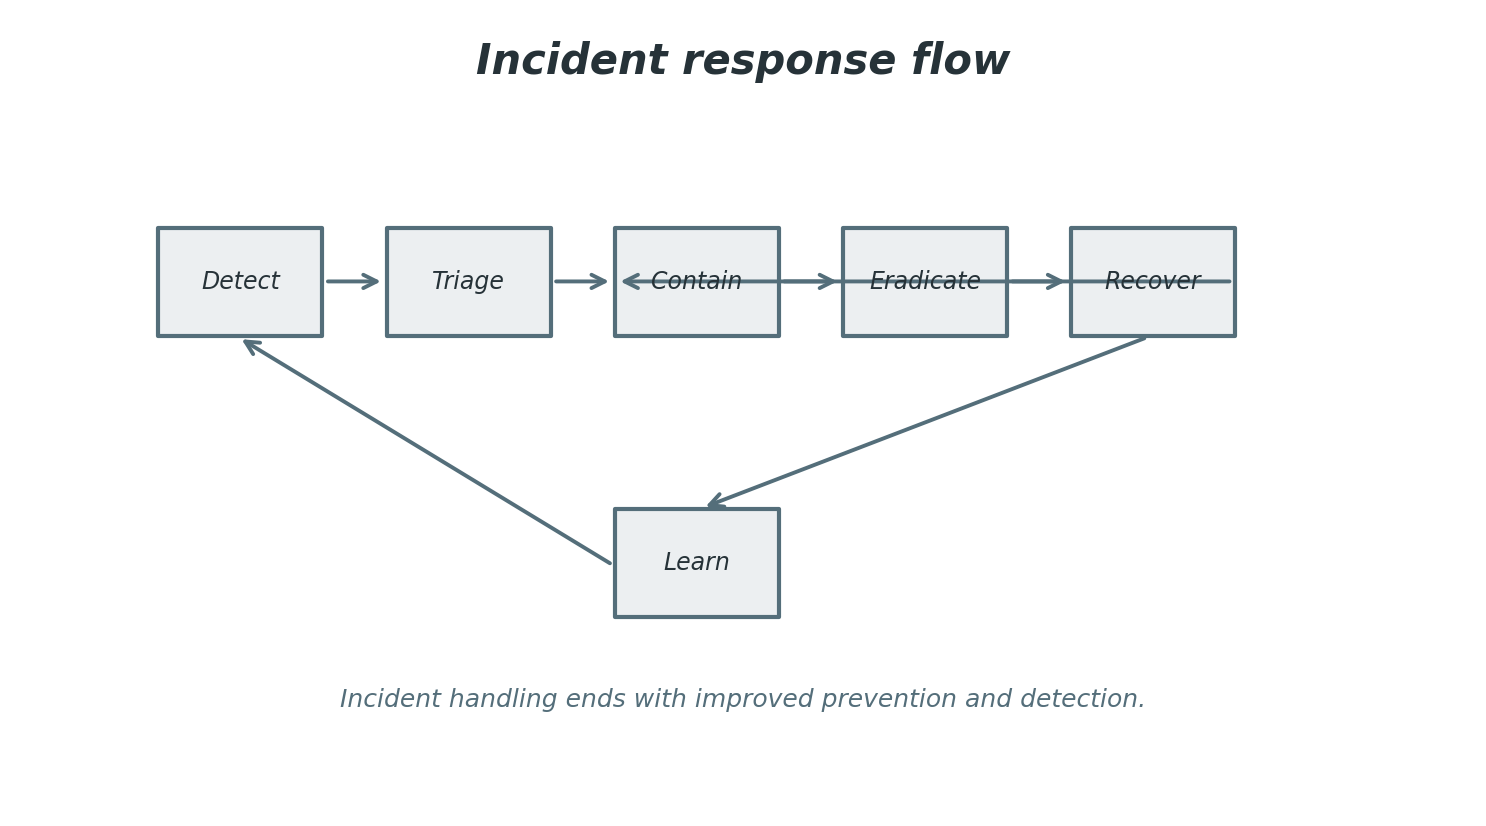 Incident response flow
Detect
Triage
Contain
Eradicate
Recover
Learn
Incident handling ends with improved prevention and detection.